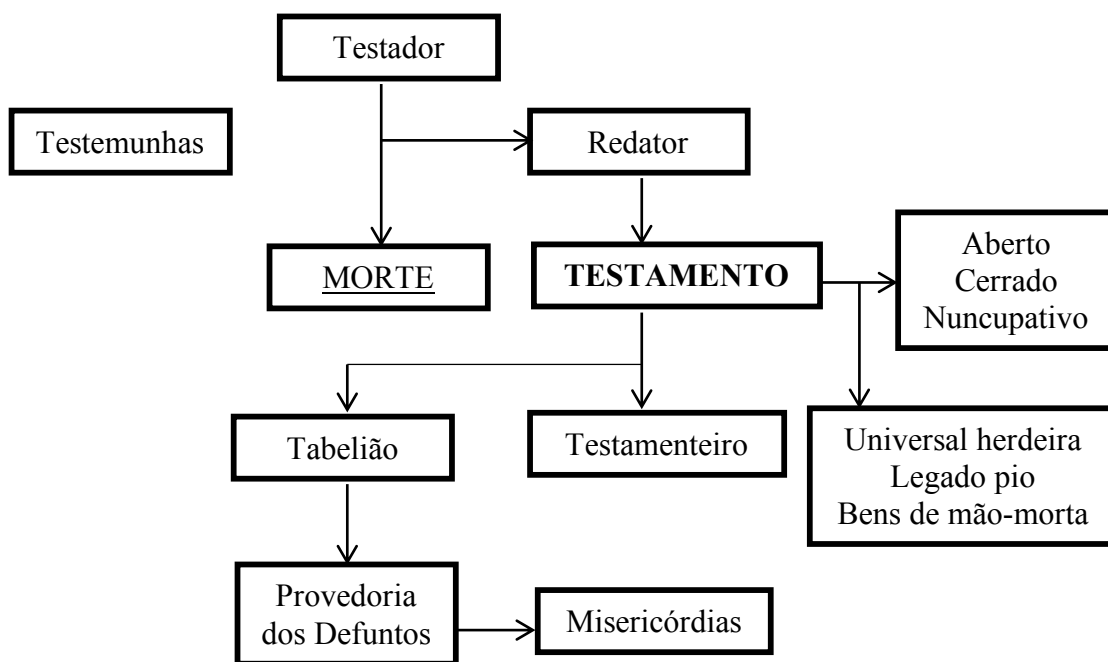 Testador
Testemunhas
Redator
MORTE
TESTAMENTO
Aberto
Cerrado
Nuncupativo
Tabelião
Testamenteiro
Universal herdeira
Legado pio
Bens de mão-morta
Provedoria
dos Defuntos
Misericórdias